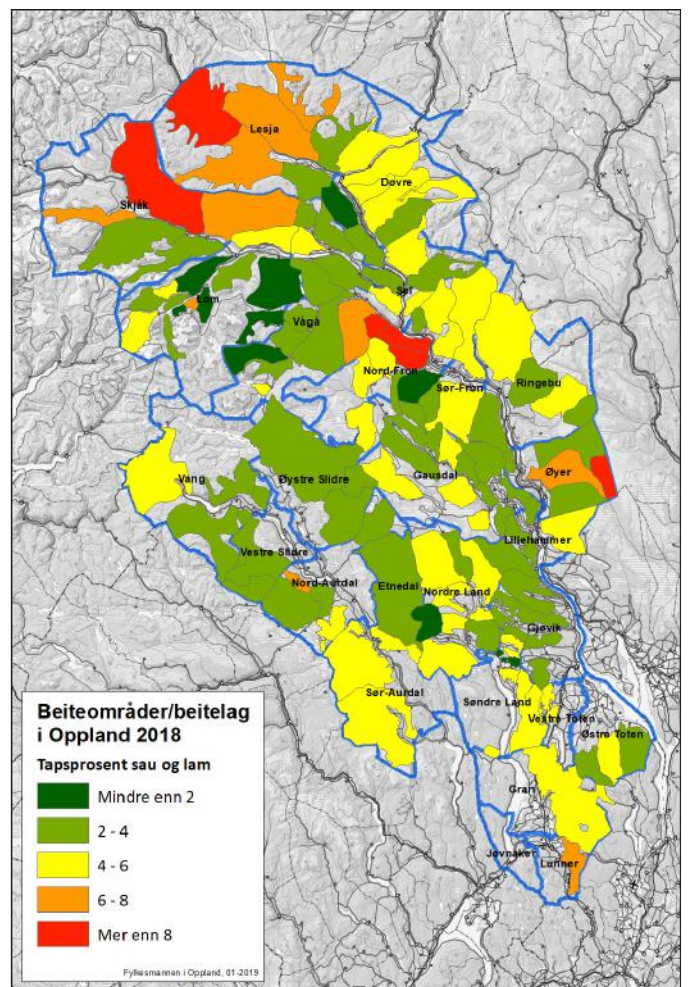 Lesja
Dovre
Skjåk
Lom
Sel
Vågå
Nord-Fron
Sør-Fron
Ringebu
Gausdal
Øyer
Vang
Øystre Slidre
Lillehammer
Vestre Slidre
Nord-Aurdal
Etnedal
Nordre Land
Gjøvik
Sør-Aurdal
Søndre Land
Vestre Toten
Østre Toten
Gran
Jevnaker
Lunner
Beiteområder/beitelag
i Oppland 2018
Tapsprosent sau og lam
Mindre enn 2
2 - 4
4 - 6
6 - 8
Mer enn 8
Fylkesmannen i Oppland, 01-2019